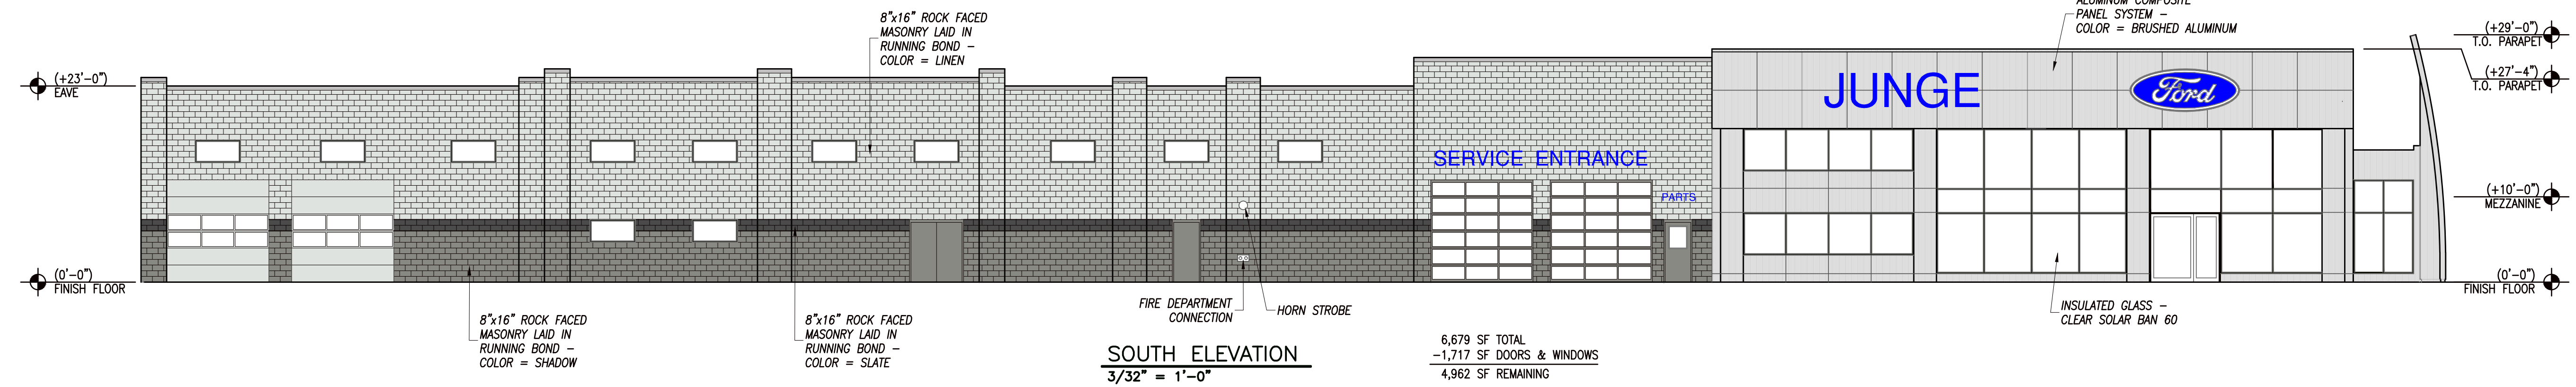 8"x16" ROCK FACED
MASONRY LAID IN
RUNNING BOND –
COLOR = LINEN
ALUMINUM COMPOSITE
PANEL SYSTEM –
COLOR = BRUSHED ALUMINUM
(+29'-0")
T.O. PARAPET
(+27'-4")
T.O. PARAPET
(+23'-0")
EAVE
JUNGE
Ford
SERVICE ENTRANCE
PARTS
(+10'-0")
MEZZANINE
(0'-0")
FINISH FLOOR
(0'-0")
FINISH FLOOR
8"x16" ROCK FACED
MASONRY LAID IN
RUNNING BOND –
COLOR = SHADOW
8"x16" ROCK FACED
MASONRY LAID IN
RUNNING BOND –
COLOR = SLATE
FIRE DEPARTMENT
CONNECTION
HORN STROBE
INSULATED GLASS –
CLEAR SOLAR BAN 60
SOUTH ELEVATION
3/32" = 1'-0"
6,679 SF TOTAL
-1,717 SF DOORS & WINDOWS
4,962 SF REMAINING